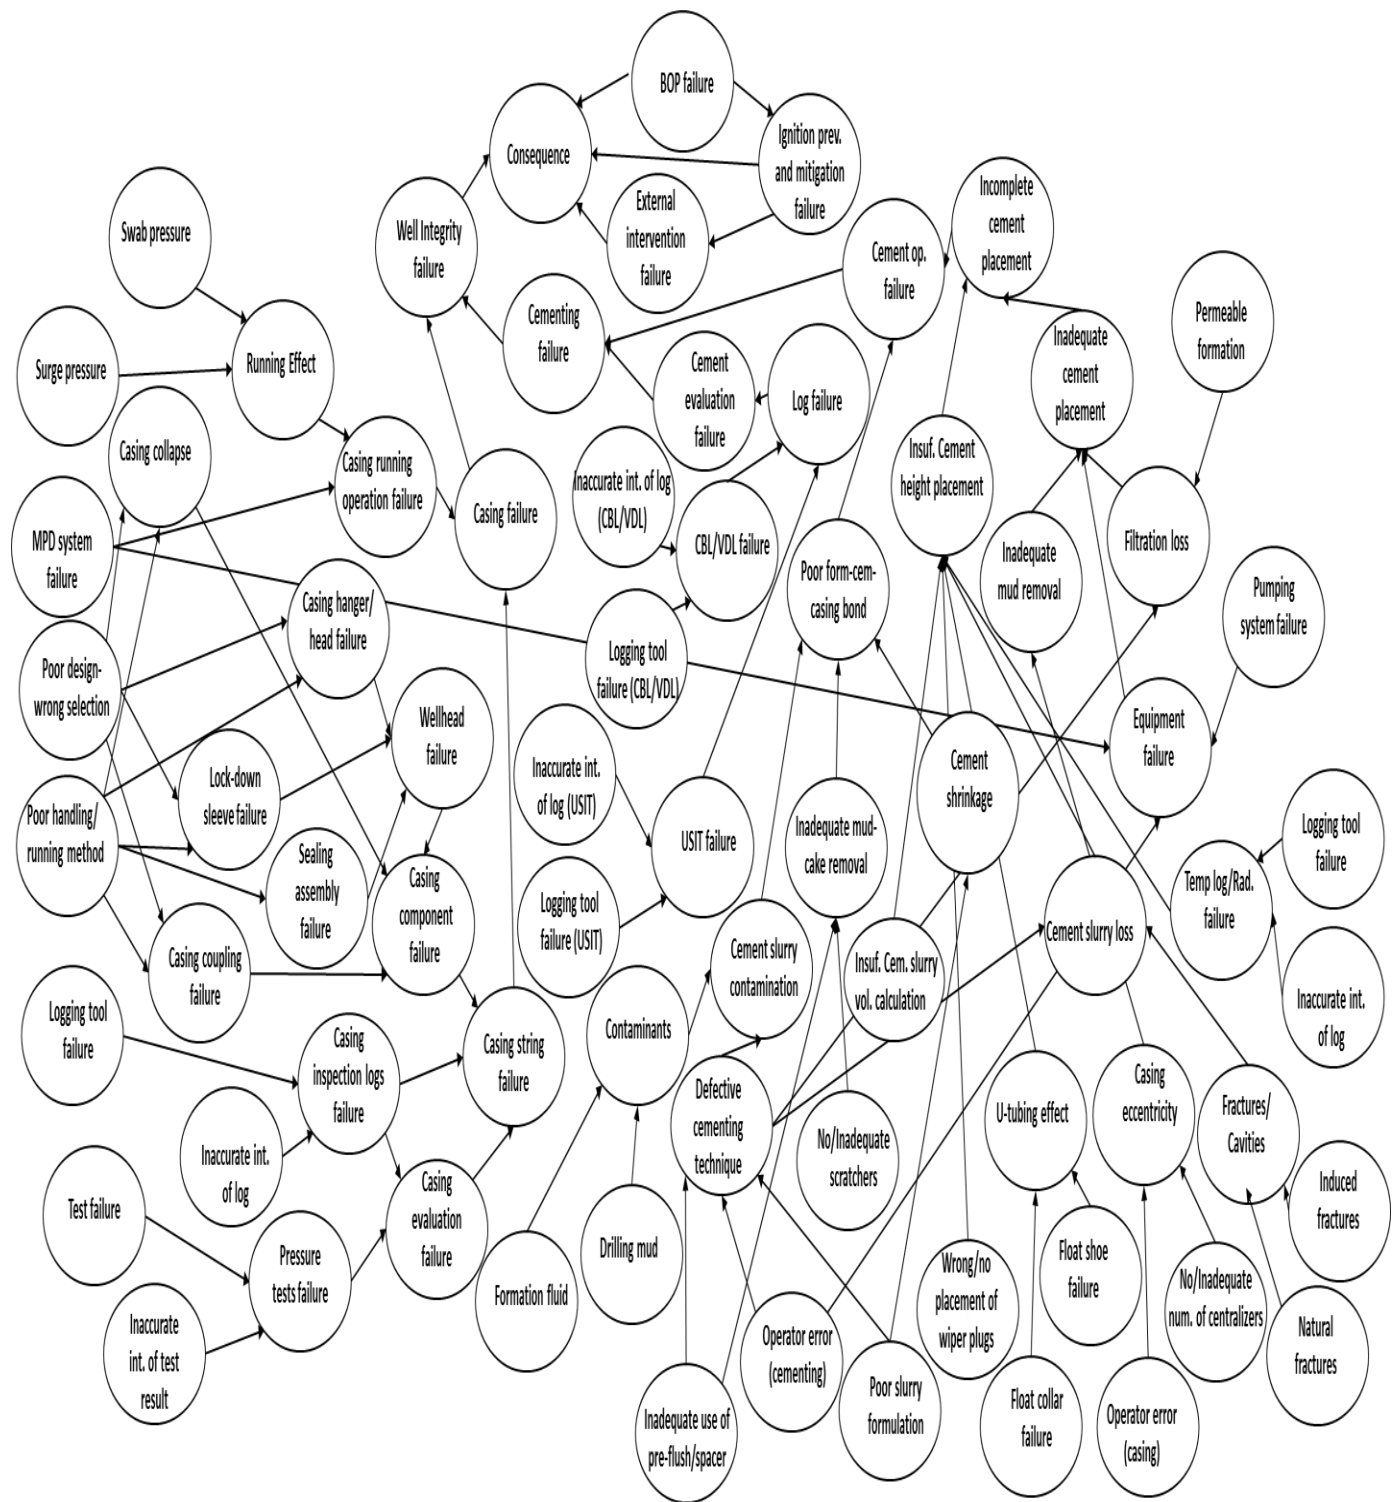 BOP failure
Consequence
Ignition prev.
and mitigation
failure
External
intervention
failure
Well Integrity
failure
Swab pressure
Incomplete
cement
placement
Cement op.
failure
Cementing
failure
Permeable
formation
Surge pressure
Running Effect
Inadequate
cement
placement
Cement
evaluation
failure
Log failure
Casing collapse
Casing running
operation failure
Casing failure
Inaccurate int. of log
(CBL/VDL)
CBL/VDL failure
Insuf. Cement
height placement
Filtration loss
MPD system
failure
Inadequate
mud removal
Poor form-cem-
casing bond
Pumping
system failure
Casing hanger/
head failure
Logging tool
failure (CBL/VDL)
Poor design-
wrong selection
Wellhead
failure
Equipment
failure
Lock-down
sleeve failure
Inaccurate int.
of log (USIT)
Cement
shrinkage
Poor handling/
running method
USIT failure
Inadequate mud-
cake removal
Logging tool
failure
Sealing
assembly
failure
Casing
component
failure
Logging tool
failure (USIT)
Temp log/Rad.
failure
Cement slurry loss
Casing coupling
failure
Cement slurry
contamination
Insuf. Cem. slurry
vol. calculation
Inaccurate int.
of log
Logging tool
failure
Casing
inspection logs
failure
Casing string
failure
Contaminants
Defective
cementing
technique
U-tubing effect
Casing
eccentricity
Fractures/
Cavities
Inaccurate int.
of log
No/Inadequate
scratchers
Induced
fractures
Test failure
Casing
evaluation
failure
Pressure
tests failure
Drilling mud
Formation fluid
Wrong/no
placement of
wiper plugs
Float shoe
failure
No/Inadequate
num. of centralizers
Natural
fractures
Inaccurate
int. of test
result
Operator error
(cementing)
Poor slurry
formulation
Inadequate use of
pre-flush/spacer
Float collar
failure
Operator error
(casing)